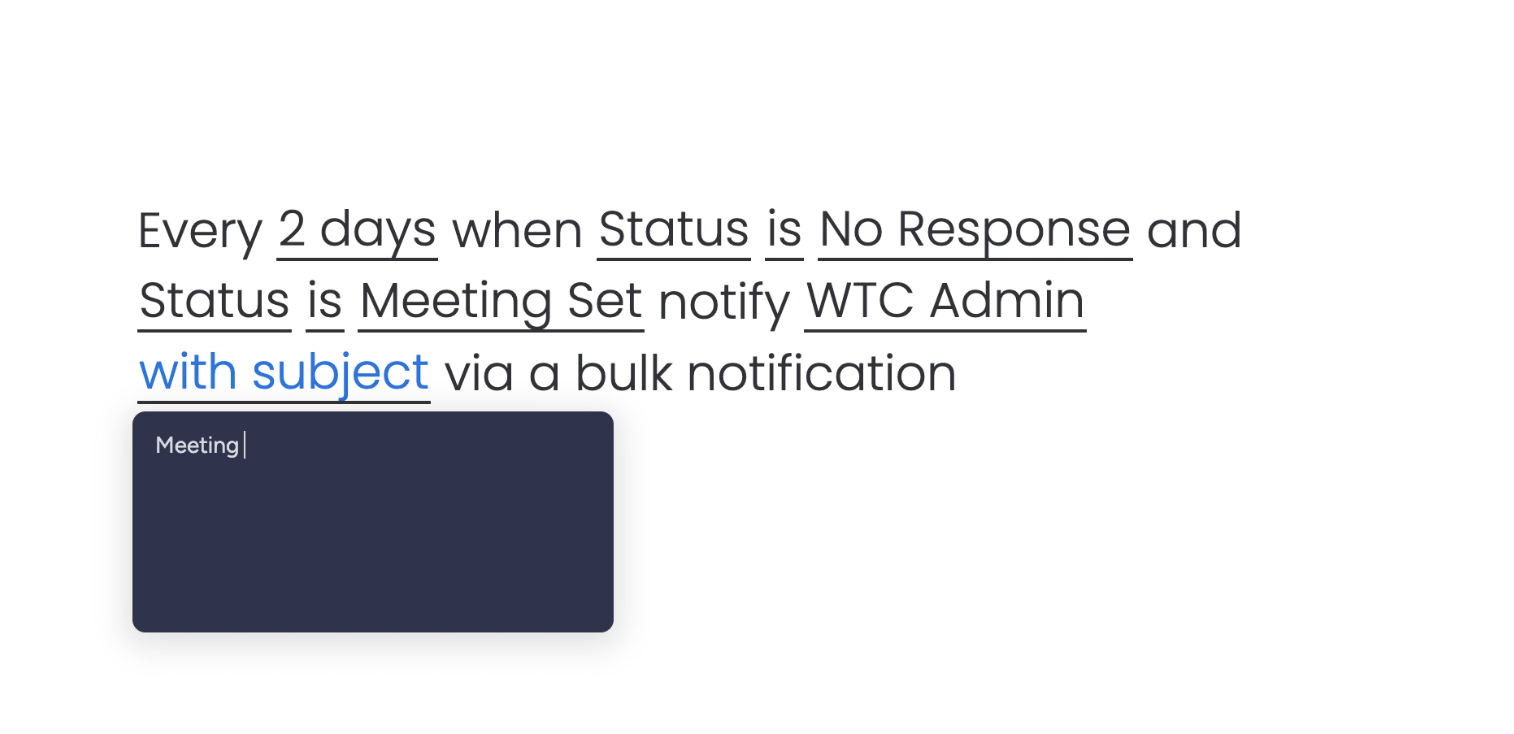 Every 2 days when Status is No Response and
Status is Meeting Set notify WTC Admin
with subject via a bulk notification
Meeting